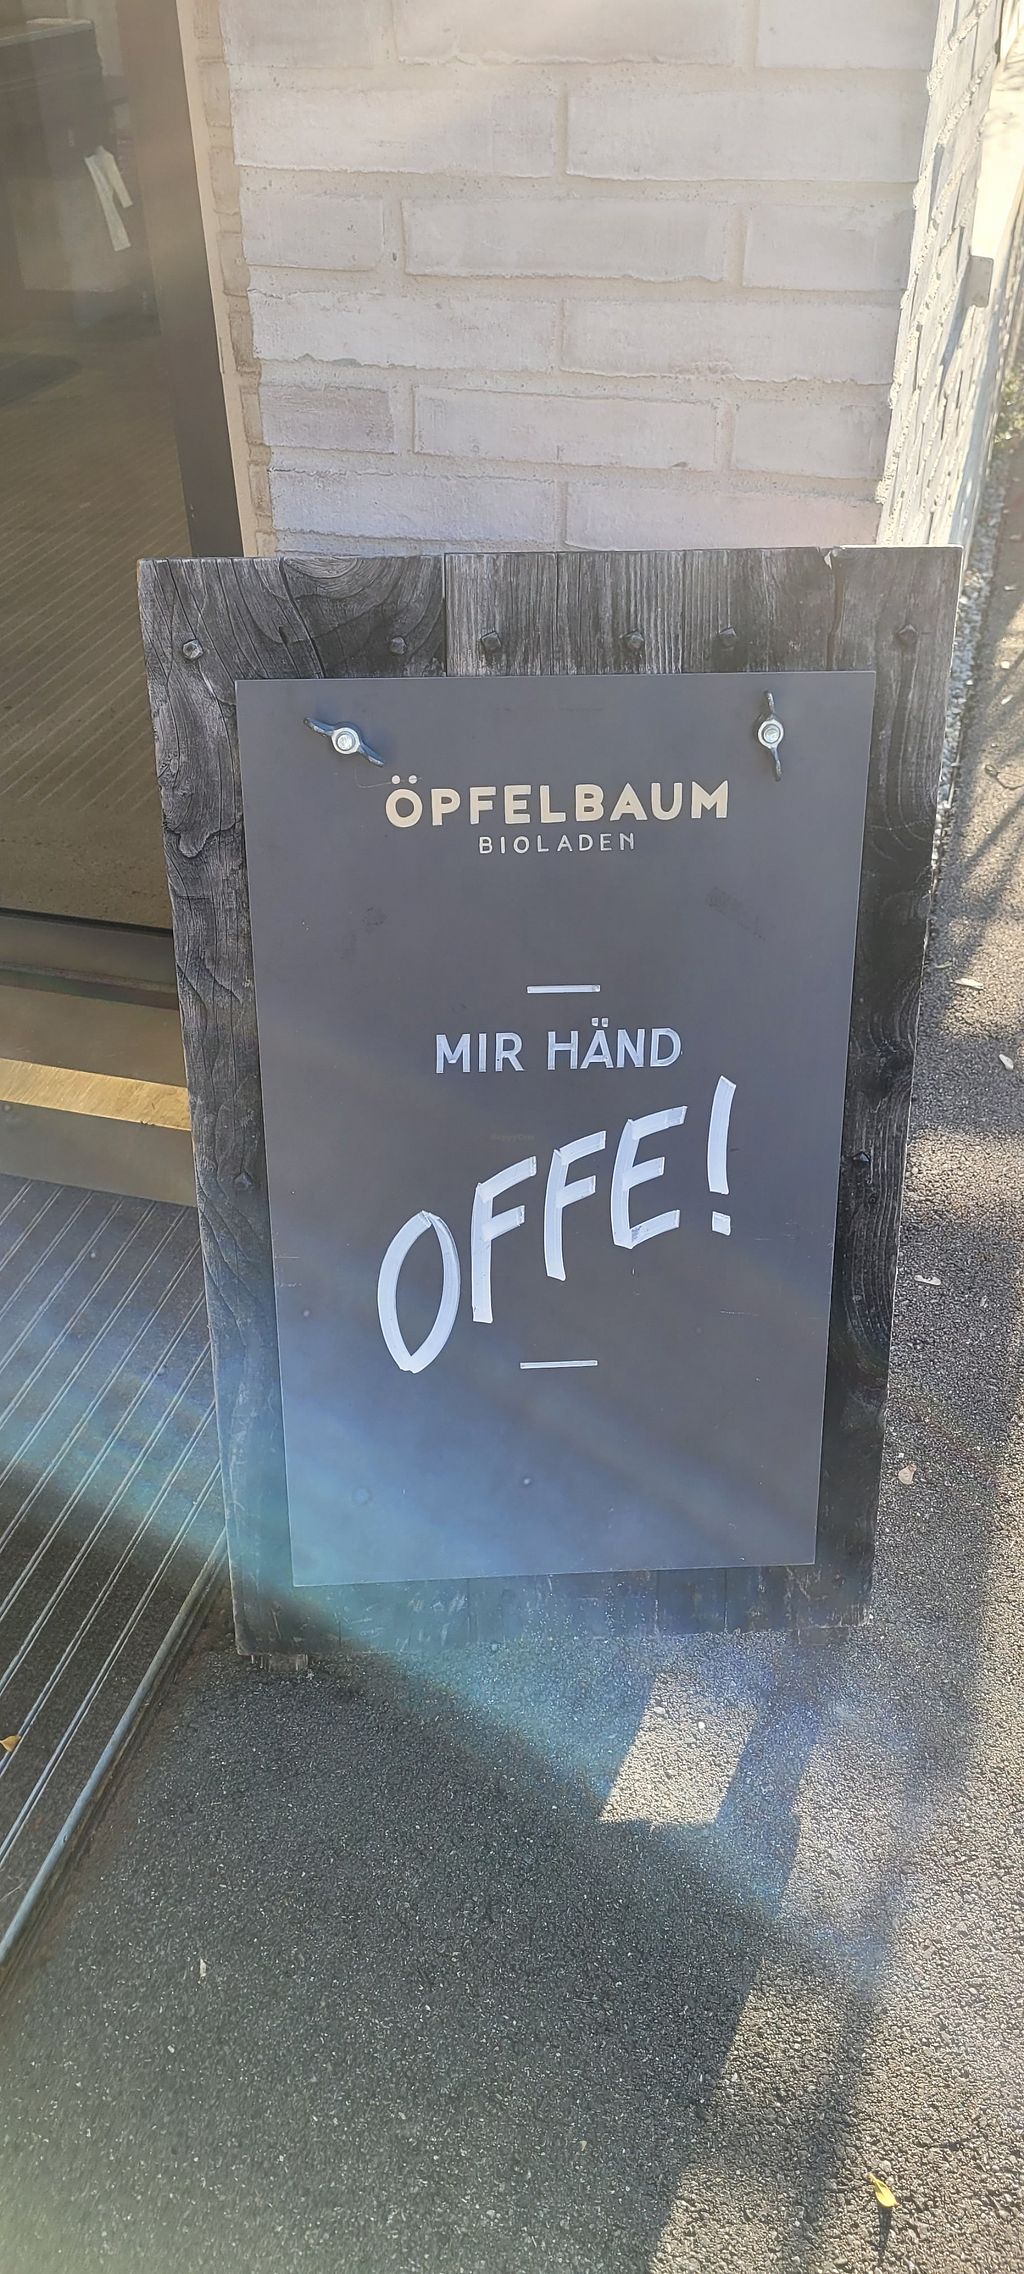 ÖPFELBAUM
BIOLADEN
MIR HÄND
OFFE!